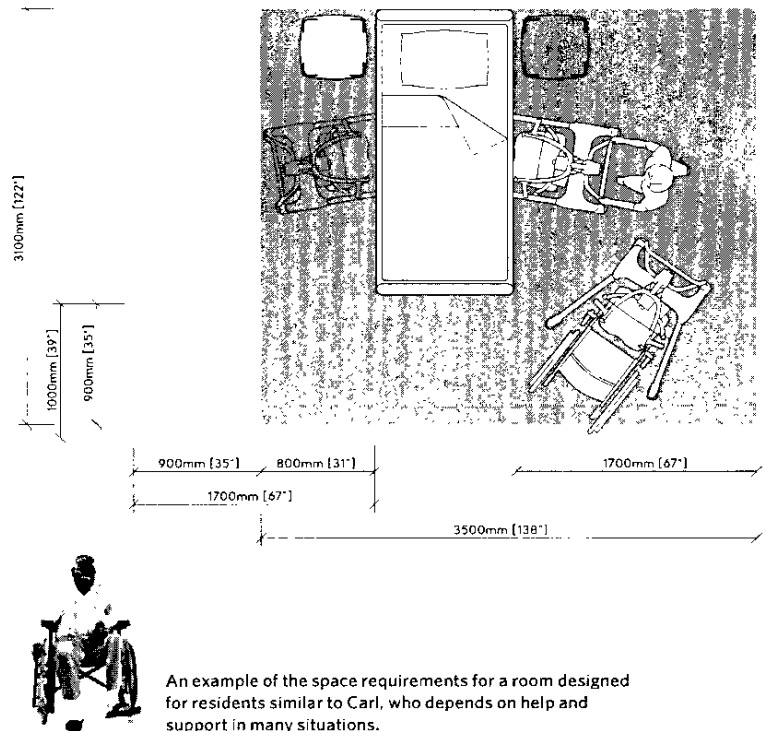 3100mm [122"]
1000mm [39"]
900mm [35"]
900mm [35"]
800mm [31"]
1700mm [67"]
1700mm [67"]
3500mm [138"]
An example of the space requirements for a room designed
for residents similar to Carl, who depends on help and
support in many situations.